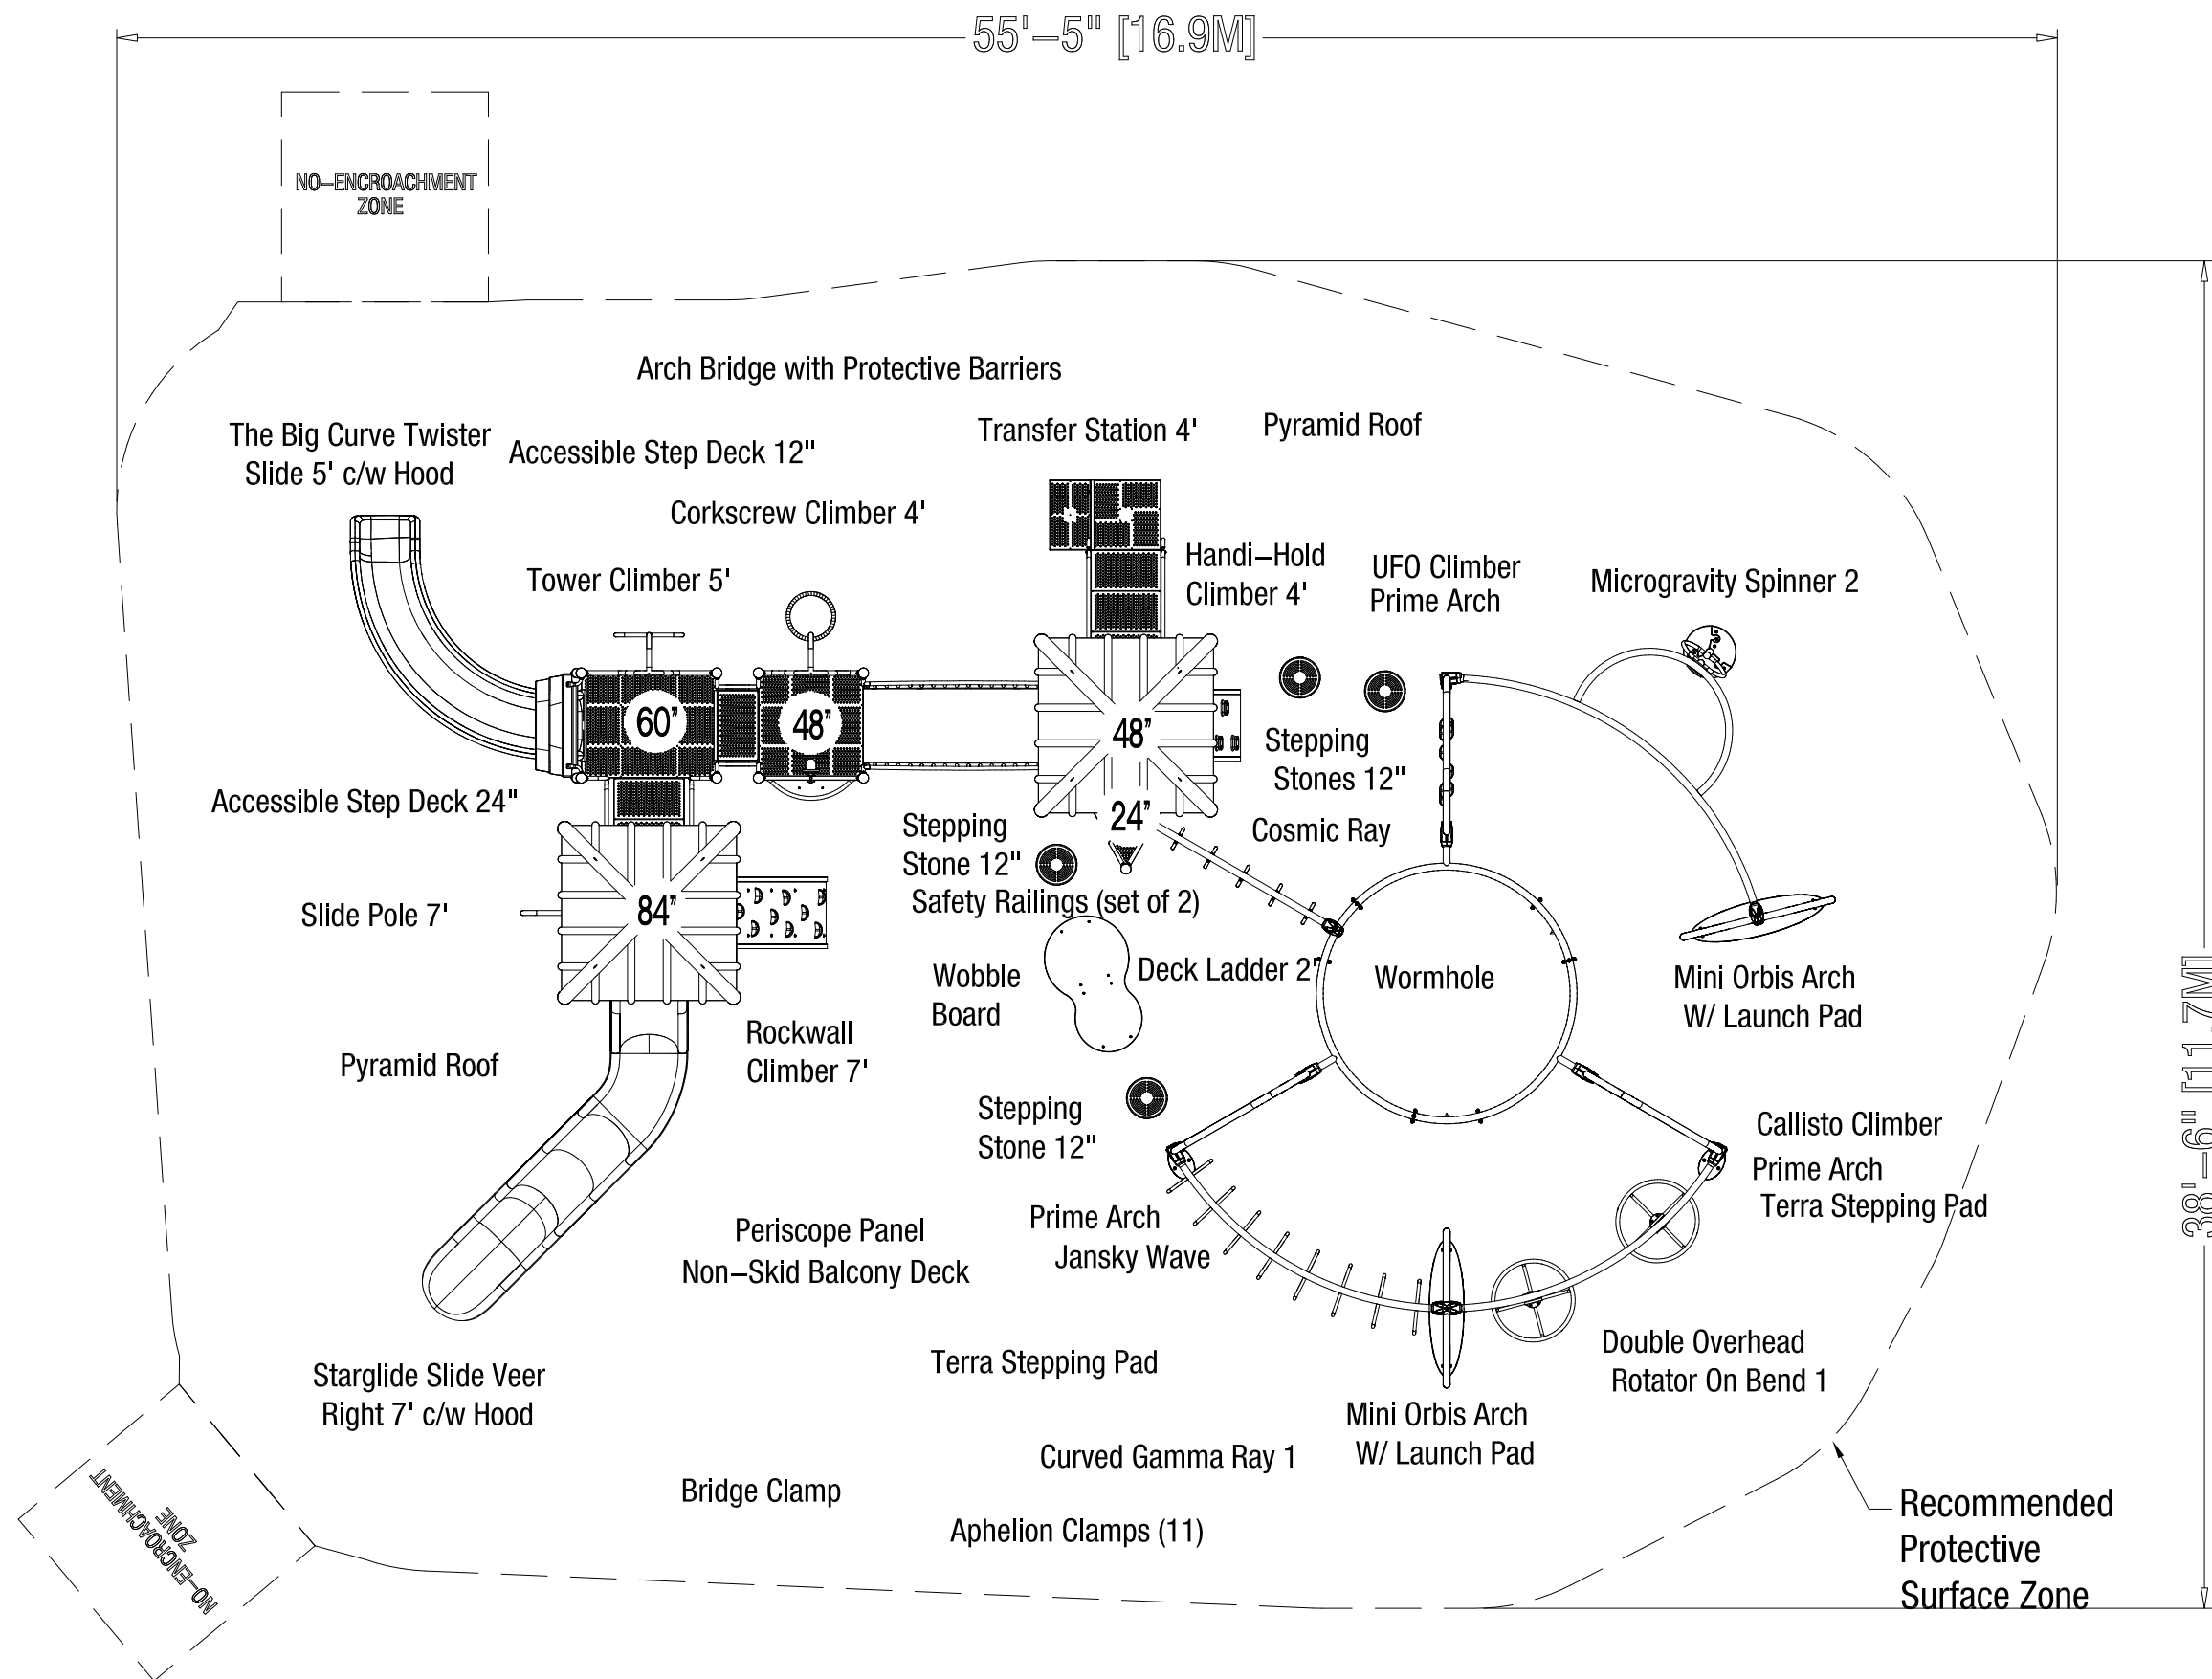 55'–5" [16.9M]
NO–ENCROACHMENT
ZONE
Arch Bridge with Protective Barriers
The Big Curve Twister
Slide 5' c/w Hood
Accessible Step Deck 12"
Transfer Station 4'
Pyramid Roof
Corkscrew Climber 4'
Tower Climber 5'
Handi–Hold
Climber 4'
UFO Climber
Prime Arch
Microgravity Spinner 2
60"
48"
48"
Stepping
Stones 12"
Accessible Step Deck 24"
24"
Stepping
Stone 12"
Cosmic Ray
Safety Railings (set of 2)
Slide Pole 7'
84"
Wobble
Board
Deck Ladder 2'
Wormhole
Mini Orbis Arch
W/ Launch Pad
38'–6" [11.7M]
Pyramid Roof
Rockwall
Climber 7'
Stepping
Stone 12"
Callisto Climber
Prime Arch
Terra Stepping Pad
Prime Arch
Jansky Wave
Periscope Panel
Non–Skid Balcony Deck
Double Overhead
Rotator On Bend 1
Terra Stepping Pad
Starglide Slide Veer
Right 7' c/w Hood
Mini Orbis Arch
W/ Launch Pad
Curved Gamma Ray 1
Bridge Clamp
Aphelion Clamps (11)
NO–ENCROACHMENT
ZONE
Recommended
Protective
Surface Zone